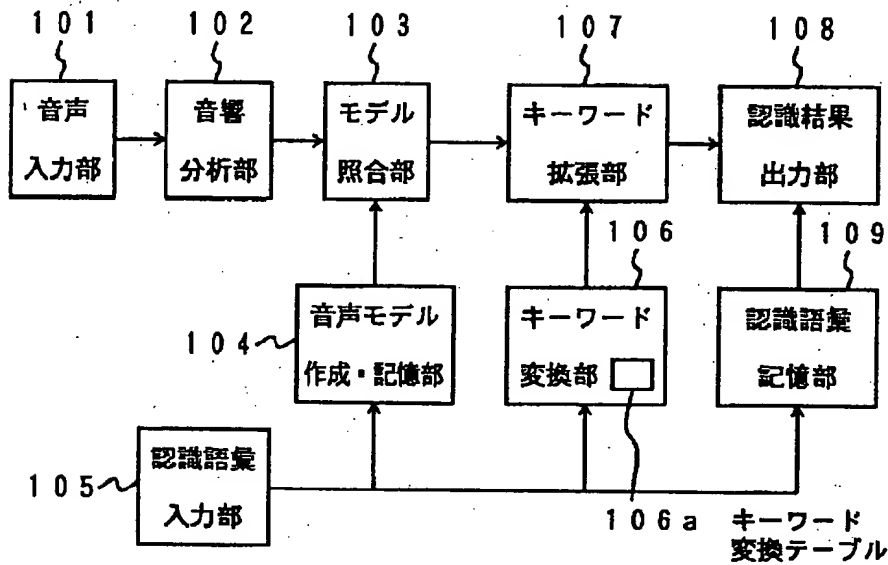 101
102
103
107
108
音声
入力部
音響
分析部
モデル
照合部
キーワード
拡張部
認識結果
出力部
106
109
104
音声モデル
作成・記憶部
キーワード
変換部
認識語彙
記憶部
105
認識語彙
入力部
106a
キーワード
変換テーブル